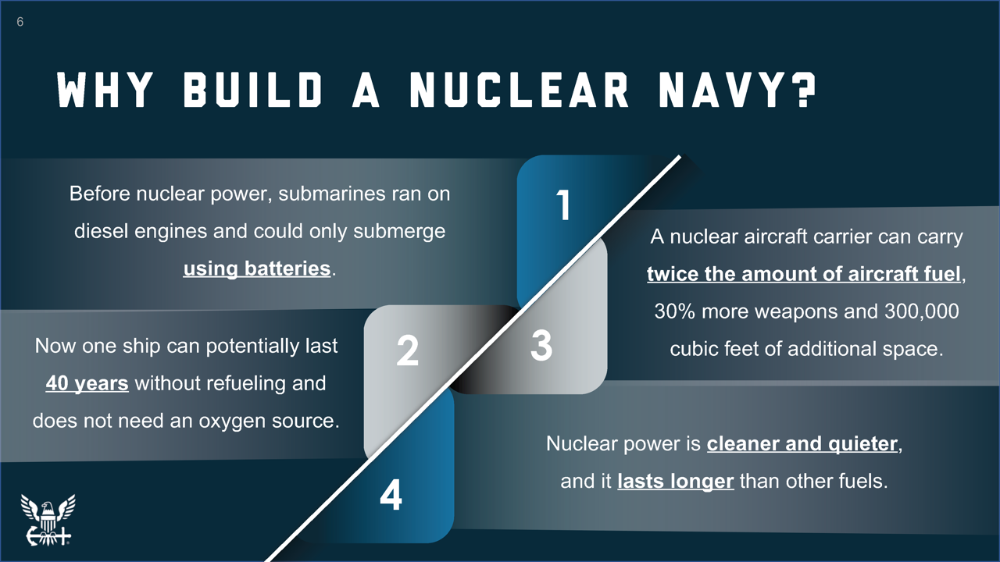 6
WHY BUILD A NUCLEAR NAVY?
1
Before nuclear power, submarines ran on
diesel engines and could only submerge
using batteries.
2
Now one ship can potentially last
40 years without refueling and
does not need an oxygen source.
3
A nuclear aircraft carrier can carry
twice the amount of aircraft fuel,
30% more weapons and 300,000
cubic feet of additional space.
4
Nuclear power is cleaner and quieter,
and it lasts longer than other fuels.
®